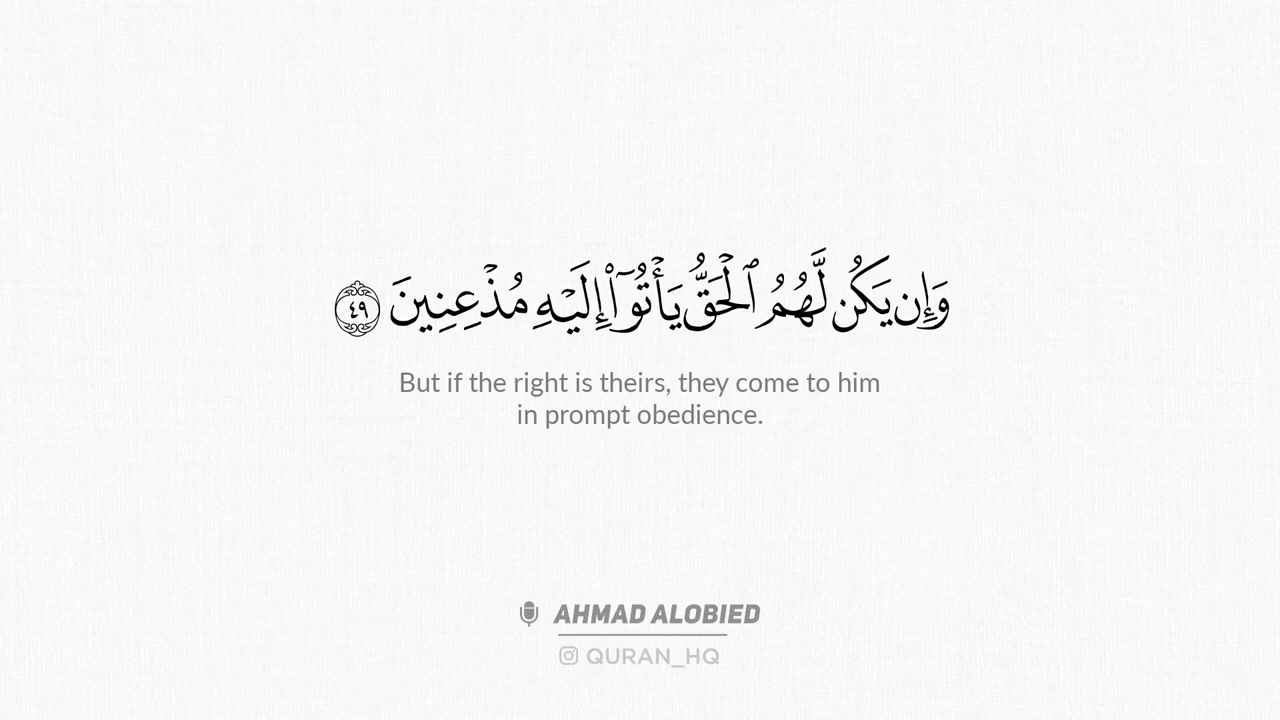 وَإِن يَكُن لَّهُمُ ٱلْحَقُّ يَأْتُوٓا۟ إِلَيْهِ مُذْعِنِينَ ٤٩
But if the right is theirs, they come to him
in prompt obedience.
AHMAD ALOBIED
QURAN_HQ